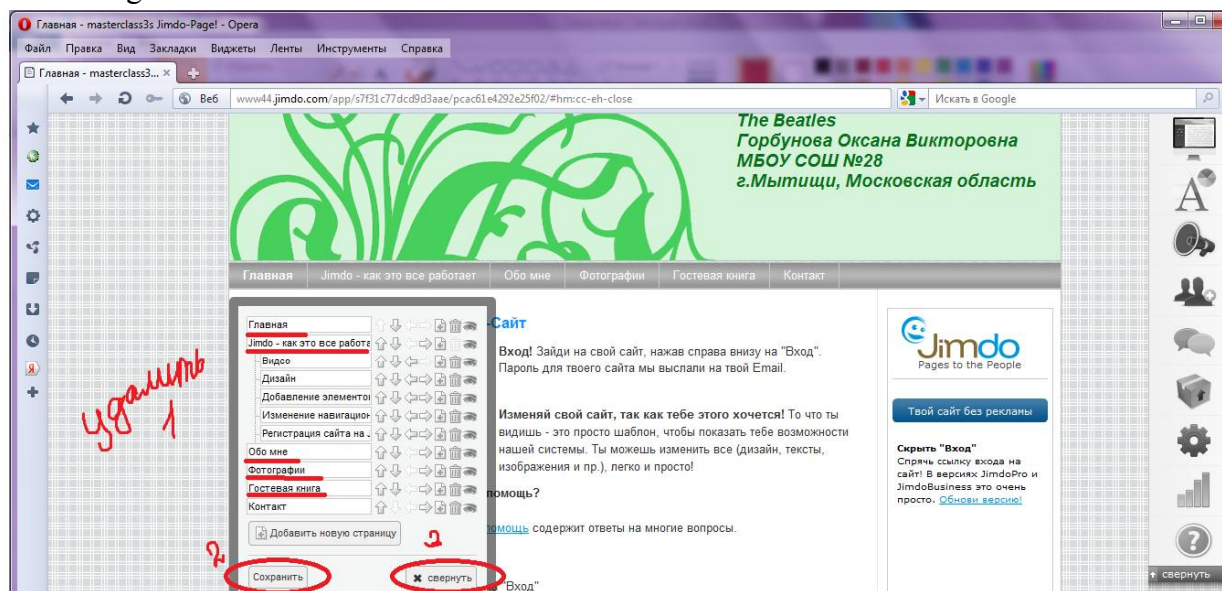 Главная - masterclass3s Jimdo-Page! - Opera
Файл Правка Вид Закладки Виджеты Ленты Инструменты Справка
Главная - masterclass3...
Веб www44.jimdo.com/app/s7f31c77dcd9d3aae/pcac61e4292e25f02/#hm:cc-eh-close Искать в Google
The Beatles
Горбунова Оксана Викторовна
МБОУ СОШ №28
г.Мытищи, Московская область
Главная Jimdo - как это все работает Обо мне Фотографии Гостевая книга Контакт
Главная
Jimdo - как это все работа
Видео
Дизайн
Добавление элементо
Изменение навигацион
Регистрация сайта на
Обо мне
Фотографии
Гостевая книга
Контакт
Добавить новую страницу
Сохранить
свернуть
удалить
1
2
2
-Сайт
Вход! Зайди на свой сайт, нажав справа внизу на "Вход".
Пароль для твоего сайта мы выслали на твой Email.
Изменяй свой сайт, так как тебе этого хочется! То что ты
видишь - это просто шаблон, чтобы показать тебе возможности
нашей системы. Ты можешь изменить все (дизайн, тексты,
изображения и пр.), легко и просто!
помощь?
омощь содержит ответы на многие вопросы.
"Вход"
Jimdo
Pages to the People
Твой сайт без рекламы
Скрыть "Вход"
Спрячь ссылку входа на
сайт! В версиях JimdoPro и
JimdoBusiness это очень
просто. Обнови версию!
свернуть